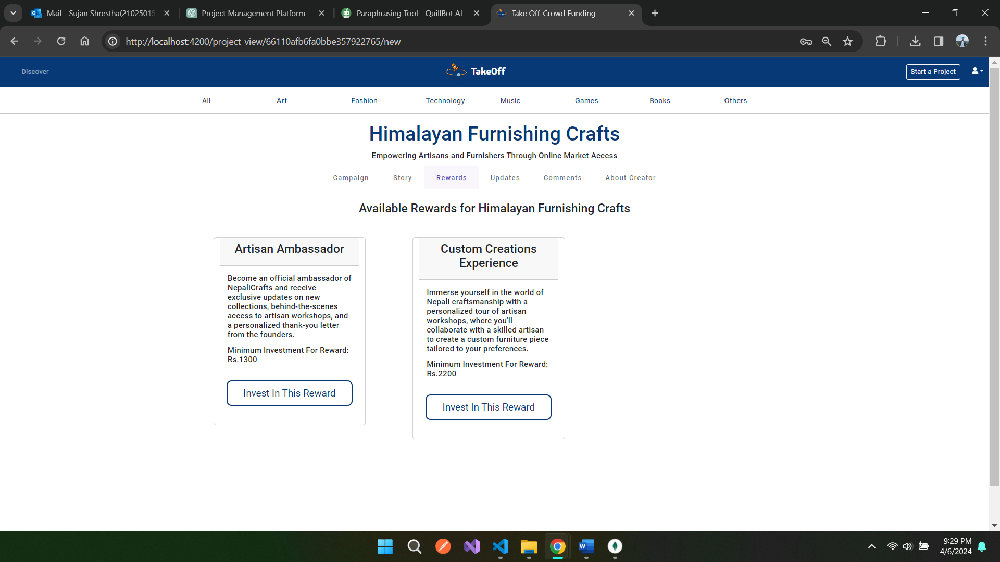 Mail - Sujan Shrestha(21025015
Project Management Platform
Paraphrasing Tool - QuillBot AI
Take Off-Crowd Funding
http://localhost:4200/project-view/66110afb6fa0bbe357922765/new
Discover
TakeOff
Start a Project
All
Art
Fashion
Technology
Music
Games
Books
Others
Himalayan Furnishing Crafts
Empowering Artisans and Furnishers Through Online Market Access
Campaign
Story
Rewards
Updates
Comments
About Creator
Available Rewards for Himalayan Furnishing Crafts
Artisan Ambassador
Become an official ambassador of
NepaliCrafts and receive
exclusive updates on new
collections, behind-the-scenes
access to artisan workshops, and
a personalized thank-you letter
from the founders.
Minimum Investment For Reward:
Rs.1300
Invest In This Reward
Custom Creations
Experience
Immerse yourself in the world of
Nepali craftsmanship with a
personalized tour of artisan
workshops, where you'll
collaborate with a skilled artisan
to create a custom furniture piece
tailored to your preferences.
Minimum Investment For Reward:
Rs.2200
Invest In This Reward
9:29 PM
4/6/2024